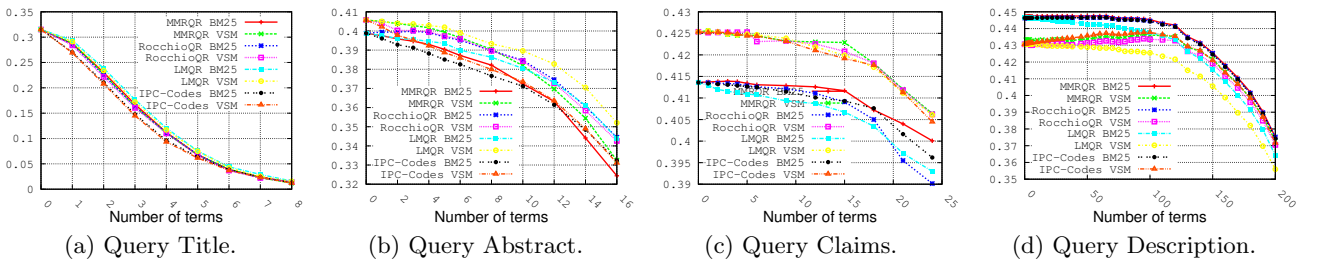 0.35
0.3
0.25
0.2
0.15
0.1
0.05
0
0 1 2 3 4 5 6 7 8
MMRQR BM25
MMRQR VSM
RocchioQR BM25
RocchioQR VSM
LMQR BM25
LMQR VSM
IPC-Codes BM25
IPC-Codes VSM
Number of terms
(a) Query Title.
0.41
0.4
0.39
0.38
0.37
0.36
0.35
0.34
0.33
0.32
0 2 4 6 8 10 12 14 16
MMRQR BM25
MMRQR VSM
RocchioQR BM25
RocchioQR VSM
LMQR BM25
LMQR VSM
IPC-Codes BM25
IPC-Codes VSM
Number of terms
(b) Query Abstract.
0.43
0.425
0.42
0.415
0.41
0.405
0.4
0.395
0.39
0 5 10 15 20 25
MMRQR BM25
MMRQR VSM
RocchioQR BM25
RocchioQR VSM
LMQR BM25
LMQR VSM
IPC-Codes BM25
IPC-Codes VSM
Number of terms
(c) Query Claims.
0.45
0.44
0.43
0.42
0.41
0.4
0.39
0.38
0.37
0.36
0.35
0 50 100 150 200
MMRQR BM25
MMRQR VSM
RocchioQR BM25
RocchioQR VSM
LMQR BM25
LMQR VSM
IPC-Codes BM25
IPC-Codes VSM
Number of terms
(d) Query Description.